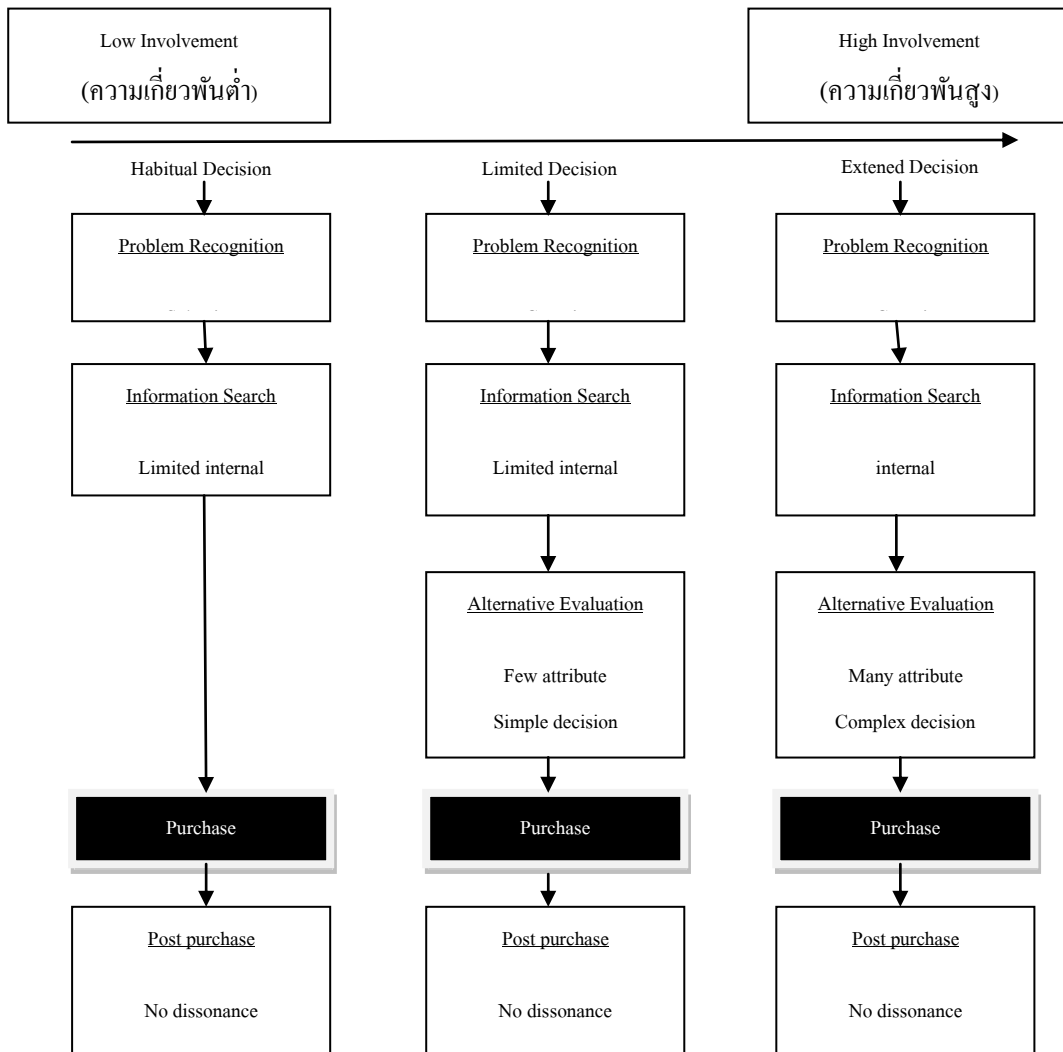 Low Involvement
(ความเกี่ยวพันต่ำ)
High Involvement
(ความเกี่ยวพันสูง)
Habitual Decision
Limited Decision
Extened Decision
Problem Recognition
Problem Recognition
Problem Recognition
Information Search
Limited internal
Information Search
Limited internal
Information Search
internal
Alternative Evaluation
Few attribute
Simple decision
Alternative Evaluation
Many attribute
Complex decision
Purchase
Purchase
Purchase
Post purchase
No dissonance
Post purchase
No dissonance
Post purchase
No dissonance